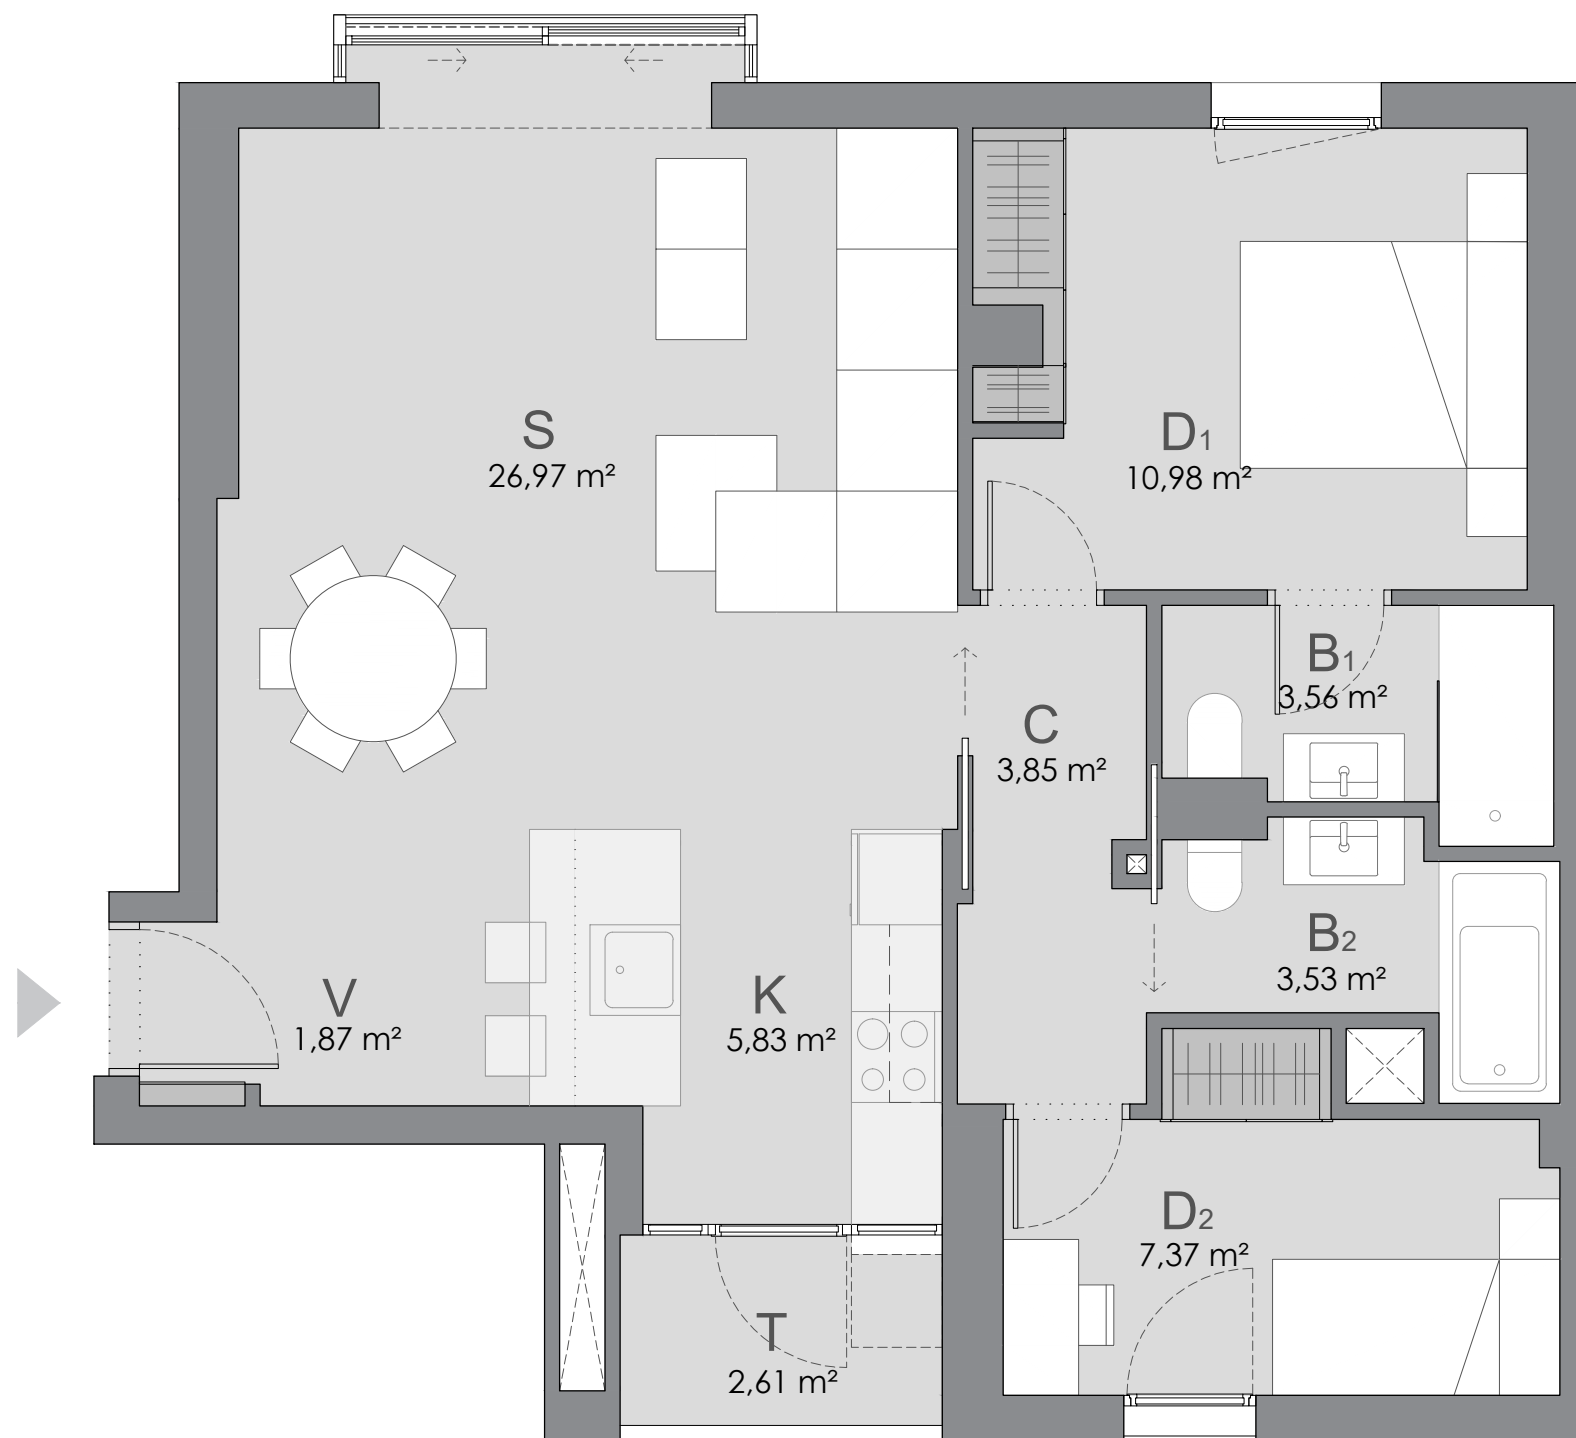 S
26,97 m²
D1
10,98 m²
B1
3,56 m²
C
3,85 m²
B2
3,53 m²
V
1,87 m²
K
5,83 m²
D2
7,37 m²
T
2,61 m²